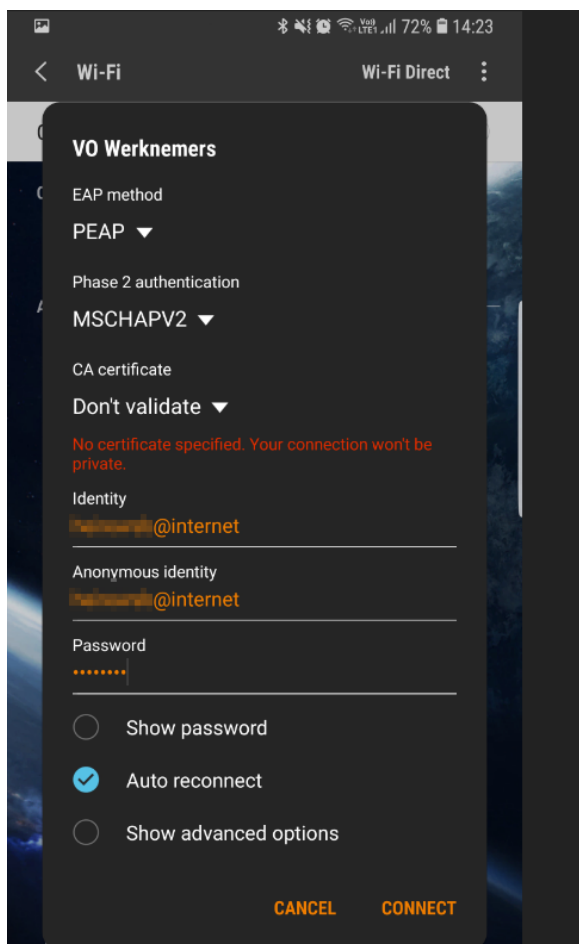 72% 14:23
Wi-Fi Wi-Fi Direct
VO Werknemers
EAP method
PEAP
Phase 2 authentication
MSCHAPV2
CA certificate
Don't validate
No certificate specified. Your connection won't be
private.
Identity
@internet
Anonymous identity
@internet
Password
••••••••
Show password
Auto reconnect
Show advanced options
CANCEL CONNECT